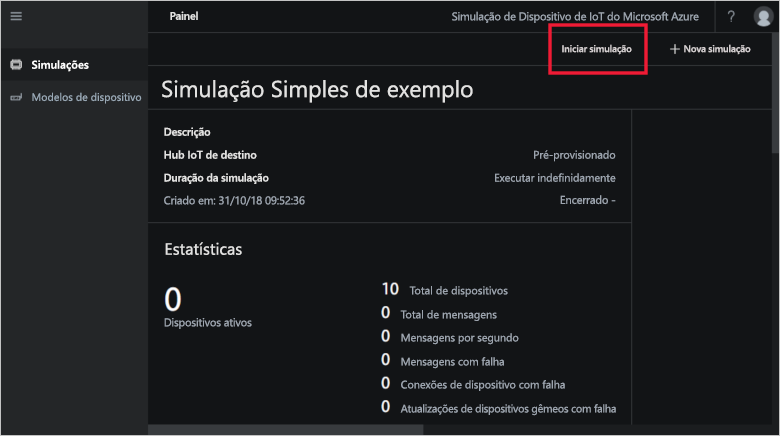 Painel
Simulação de Dispositivo de IoT do Microsoft Azure
?
Iniciar simulação
+ Nova simulação
Simulações
Modelos de dispositivo
Simulação Simples de exemplo
Descrição
Hub IoT de destino
Pré-provisionado
Duração da simulação
Executar indefinidamente
Criado em: 31/10/18 09:52:36
Encerrado -
Estatísticas
0
Dispositivos ativos
10 Total de dispositivos
0 Total de mensagens
0 Mensagens por segundo
0 Mensagens com falha
0 Conexões de dispositivo com falha
0 Atualizações de dispositivos gêmeos com falha